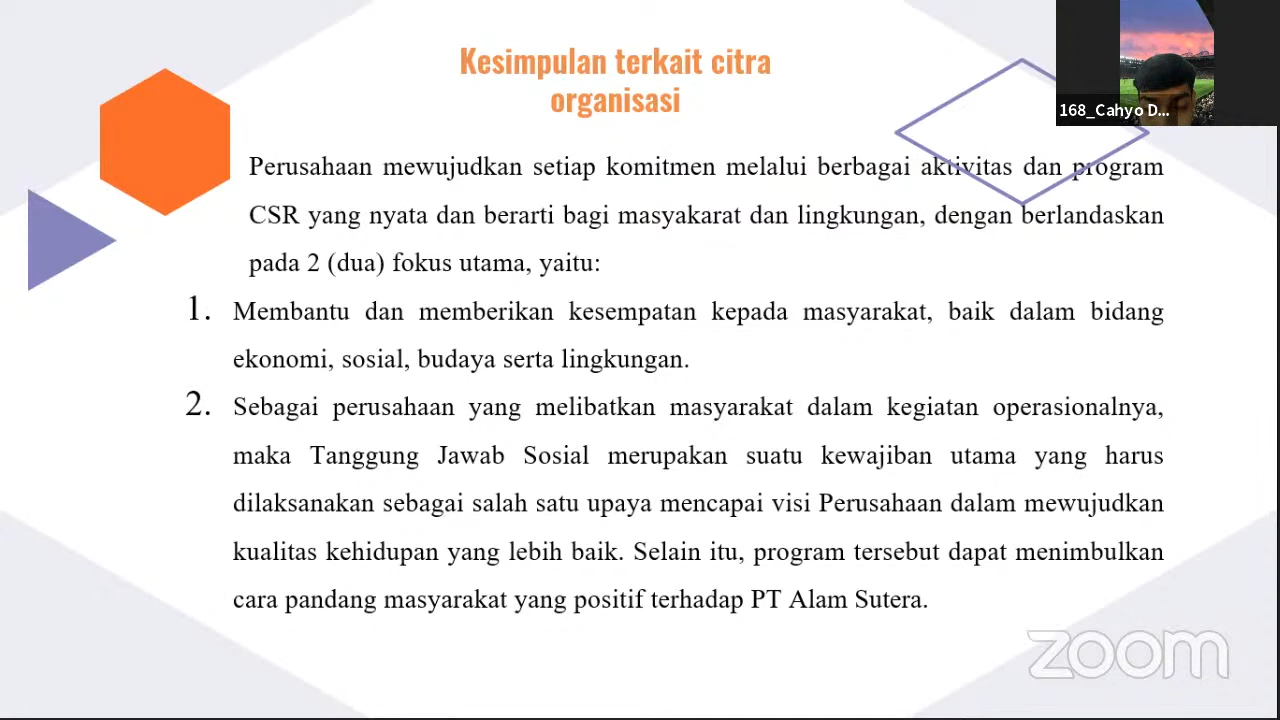 Kesimpulan terkait citra
organisasi
168_Cahyo D...
Perusahaan mewujudkan setiap komitmen melalui berbagai aktivitas dan program
CSR yang nyata dan berarti bagi masyakarat dan lingkungan, dengan berlandaskan
pada 2 (dua) fokus utama, yaitu:
1. Membantu dan memberikan kesempatan kepada masyarakat, baik dalam bidang
ekonomi, sosial, budaya serta lingkungan.
2. Sebagai perusahaan yang melibatkan masyarakat dalam kegiatan operasionalnya,
maka Tanggung Jawab Sosial merupakan suatu kewajiban utama yang harus
dilaksanakan sebagai salah satu upaya mencapai visi Perusahaan dalam mewujudkan
kualitas kehidupan yang lebih baik. Selain itu, program tersebut dapat menimbulkan
cara pandang masyarakat yang positif terhadap PT Alam Sutera.
zoom